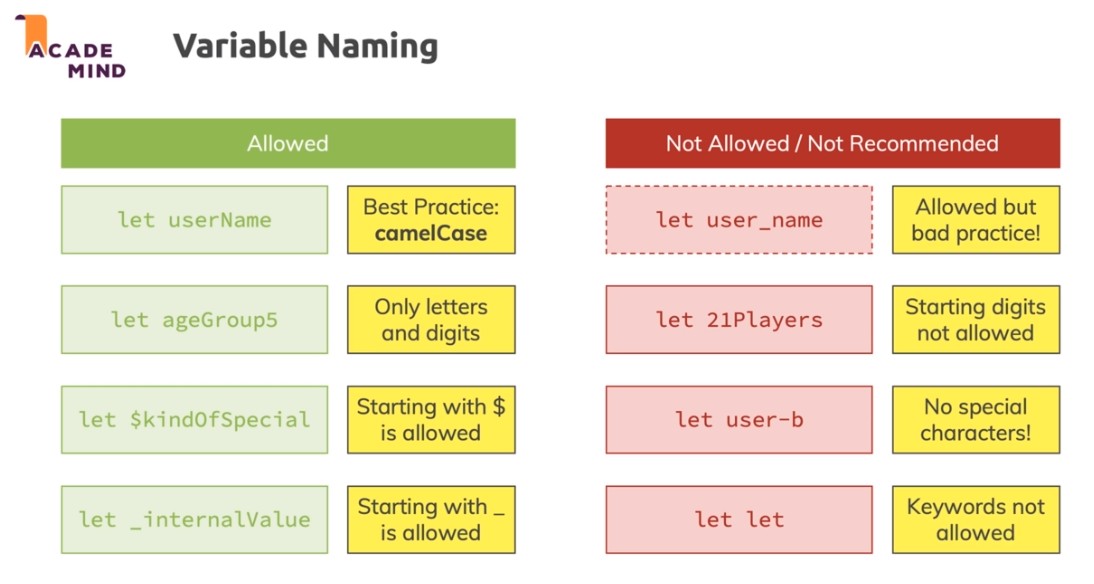 ACADE
MIND
Variable Naming
Allowed
Not Allowed / Not Recommended
let userName
Best Practice:
camelCase
let user_name
Allowed but
bad practice!
let ageGroup5
Only letters
and digits
let 21Players
Starting digits
not allowed
let $kindOfSpecial
Starting with $
is allowed
let user-b
No special
characters!
let _internalValue
Starting with _
is allowed
let let
Keywords not
allowed